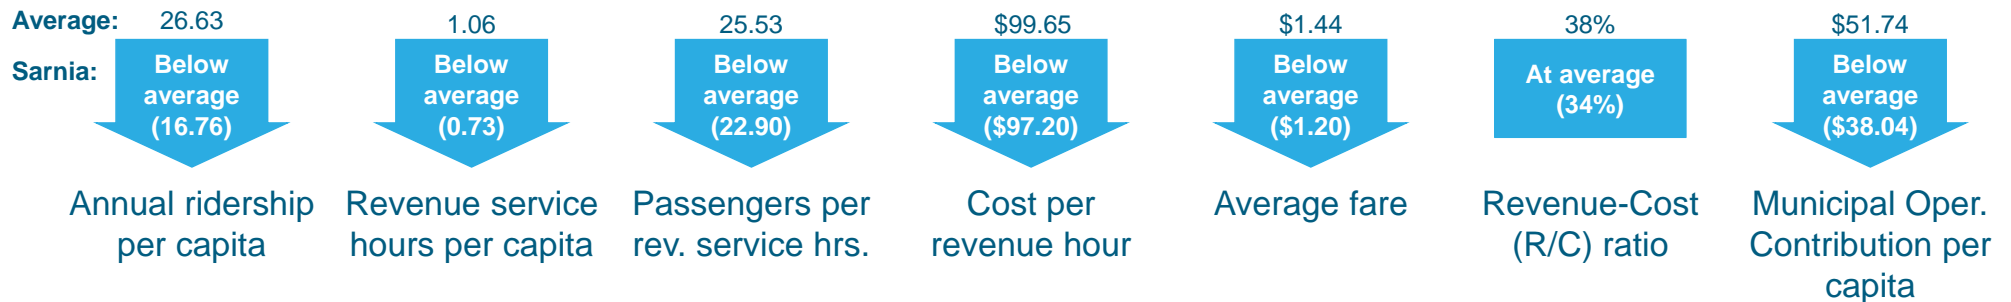 Average: 26.63 1.06 25.53 $99.65 $1.44 38% $51.74
Sarnia:
Below
average
(16.76)
Below
average
(0.73)
Below
average
(22.90)
Below
average
($97.20)
Below
average
($1.20)
At average
(34%)
Below
average
($38.04)
Annual ridership
per capita
Revenue service
hours per capita
Passengers per
rev. service hrs.
Cost per
revenue hour
Average fare
Revenue-Cost
(R/C) ratio
Municipal Oper.
Contribution per
capita